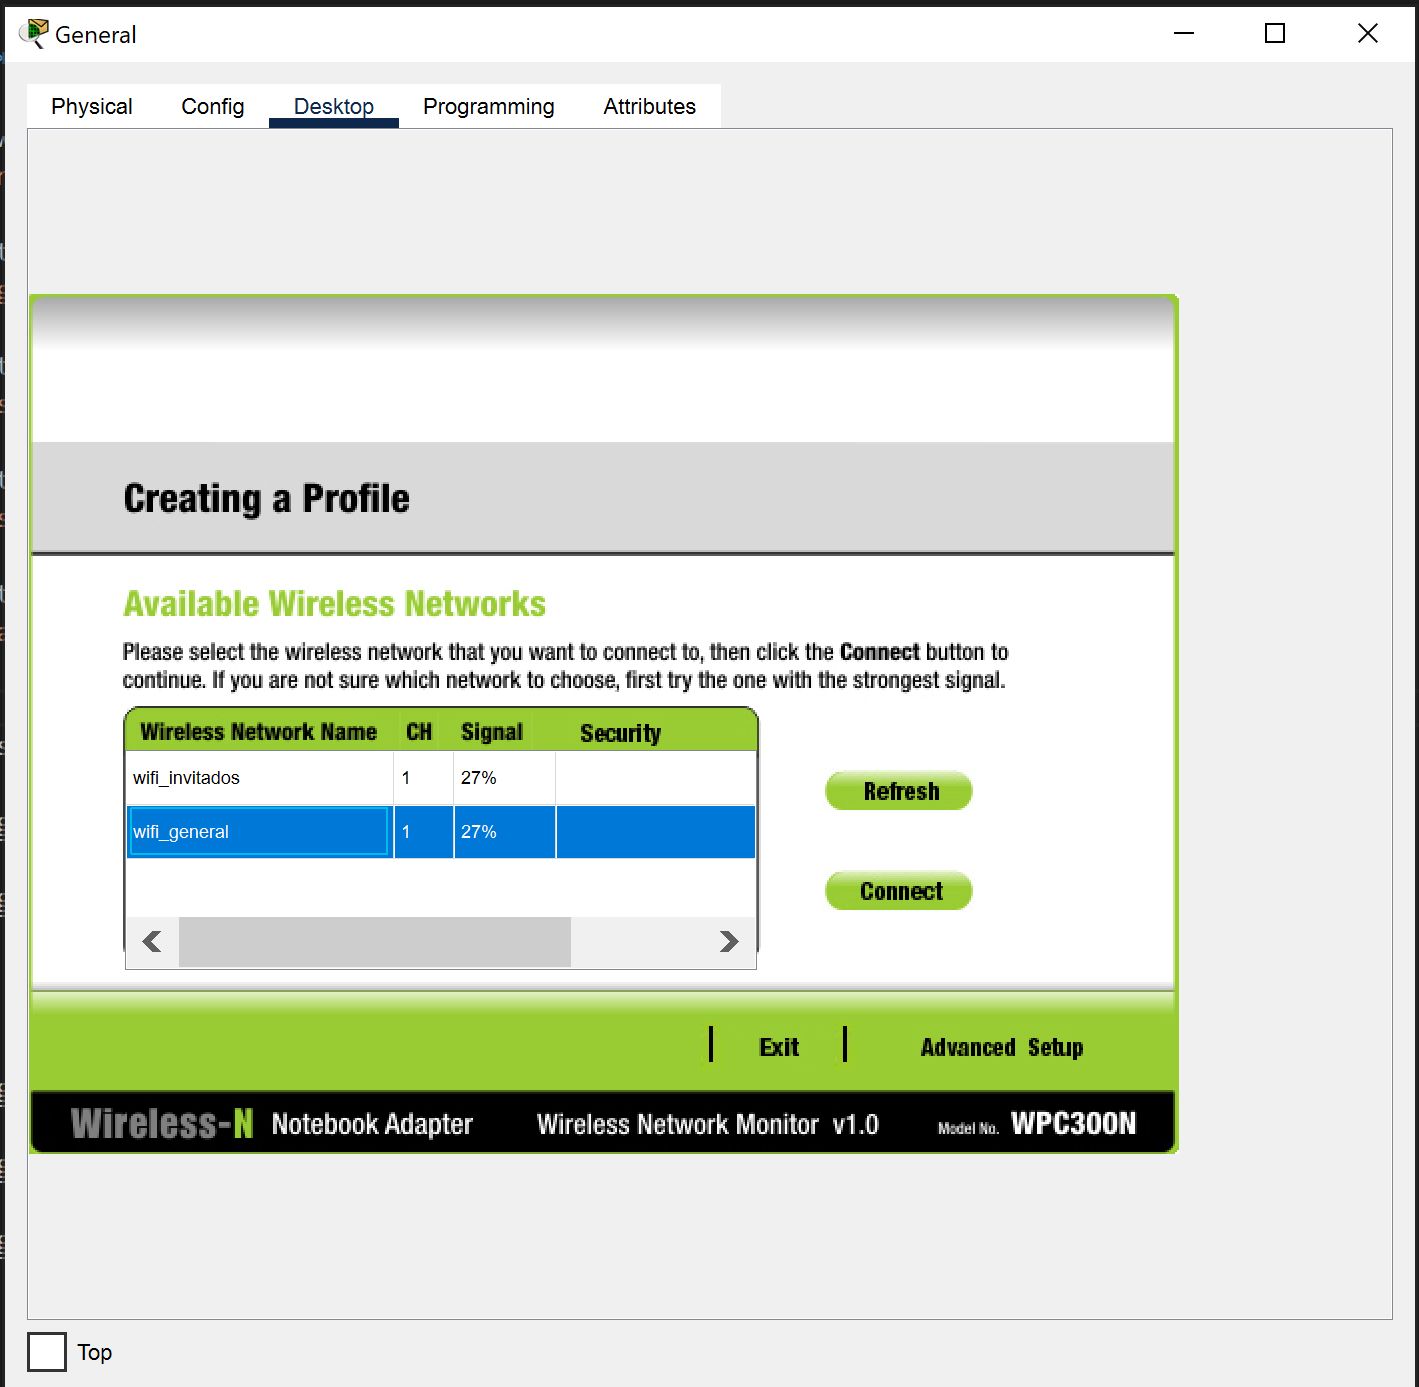 General
Physical Config Desktop Programming Attributes
Creating a Profile
Available Wireless Networks
Please select the wireless network that you want to connect to, then click the Connect button to
continue. If you are not sure which network to choose, first try the one with the strongest signal.
Wireless Network Name CH Signal Security
wifi_invitados 1 27%
wifi_general 1 27%
Refresh
Connect
Exit Advanced Setup
Wireless-N Notebook Adapter Wireless Network Monitor v1.0 Model No. WPC300N
Top